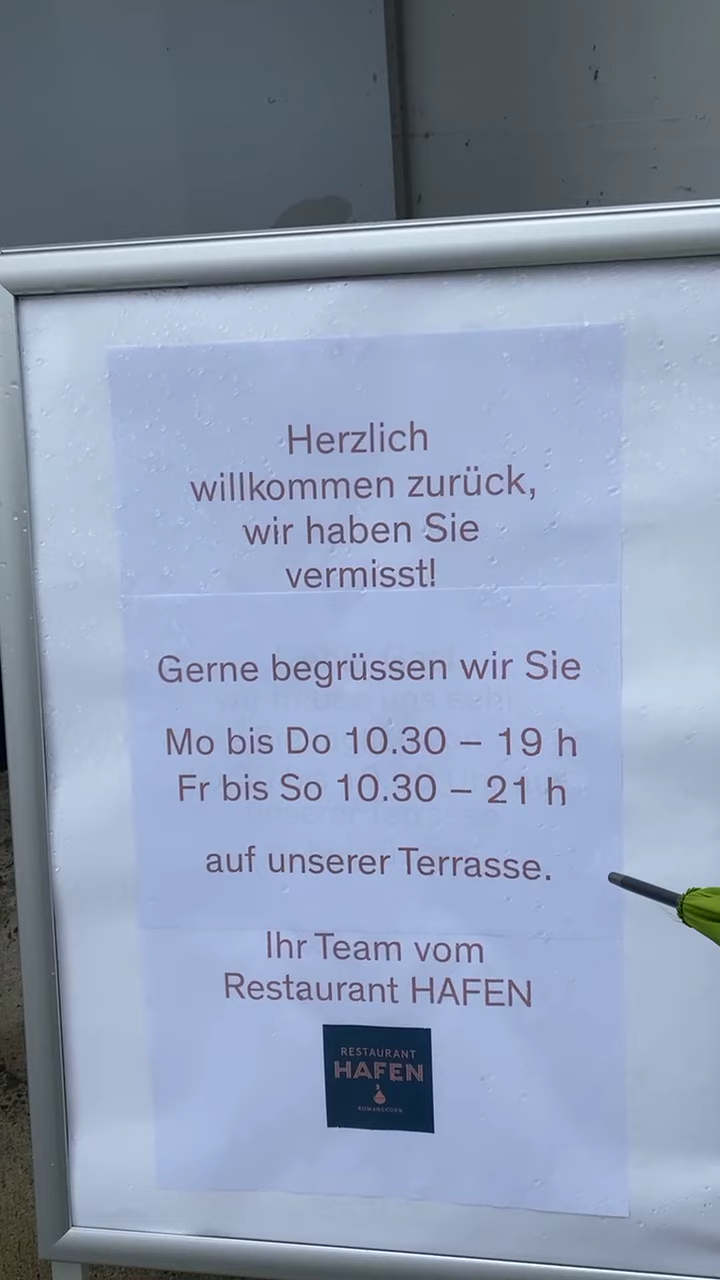 Herzlich
willkommen zurück,
wir haben Sie
vermisst!
Gerne begrüssen wir Sie
Mo bis Do 10.30 – 19 h
Fr bis So 10.30 – 21 h
auf unserer Terrasse.
Ihr Team vom
Restaurant HAFEN
RESTAURANT
HAFEN
ROMANSHORN